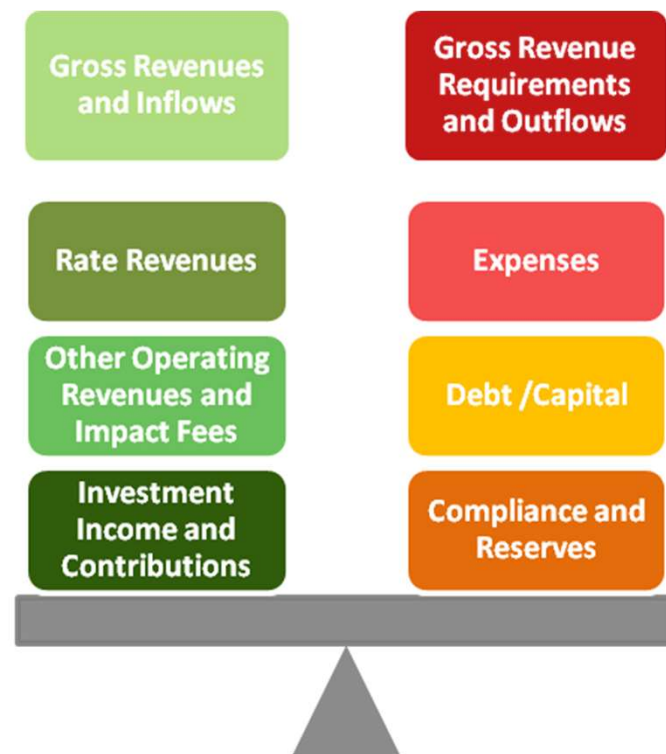 Gross Revenues
and Inflows
Gross Revenue
Requirements
and Outflows
Rate Revenues
Expenses
Other Operating
Revenues and
Impact Fees
Debt /Capital
Investment
Income and
Contributions
Compliance and
Reserves